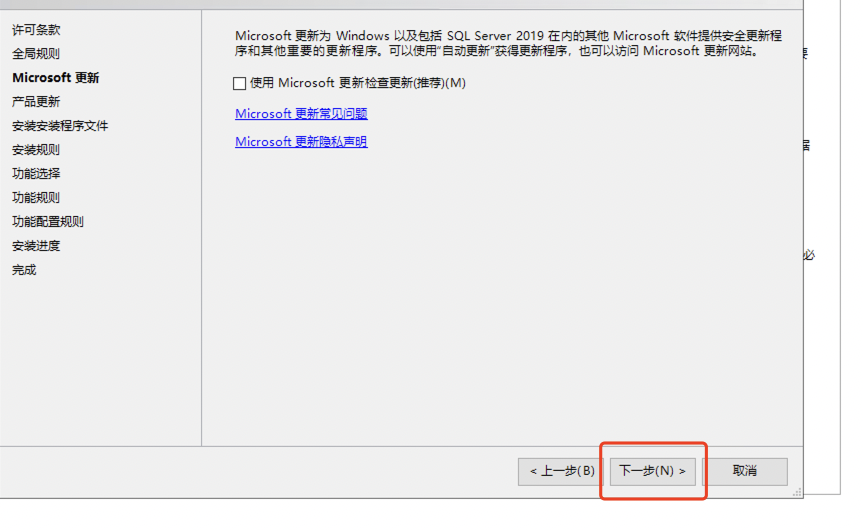 许可条款
全局规则
Microsoft 更新
产品更新
安装安装程序文件
安装规则
功能选择
功能规则
功能配置规则
安装进度
完成
Microsoft 更新为 Windows 以及包括 SQL Server 2019 在内的其他 Microsoft 软件提供安全更新程
序和其他重要的更新程序。可以使用“自动更新”获得更新程序，也可以访问 Microsoft 更新网站。
使用 Microsoft 更新检查更新(推荐)(M)
Microsoft 更新常见问题
Microsoft 更新隐私声明
必
< 上一步(B)
下一步(N) >
取消